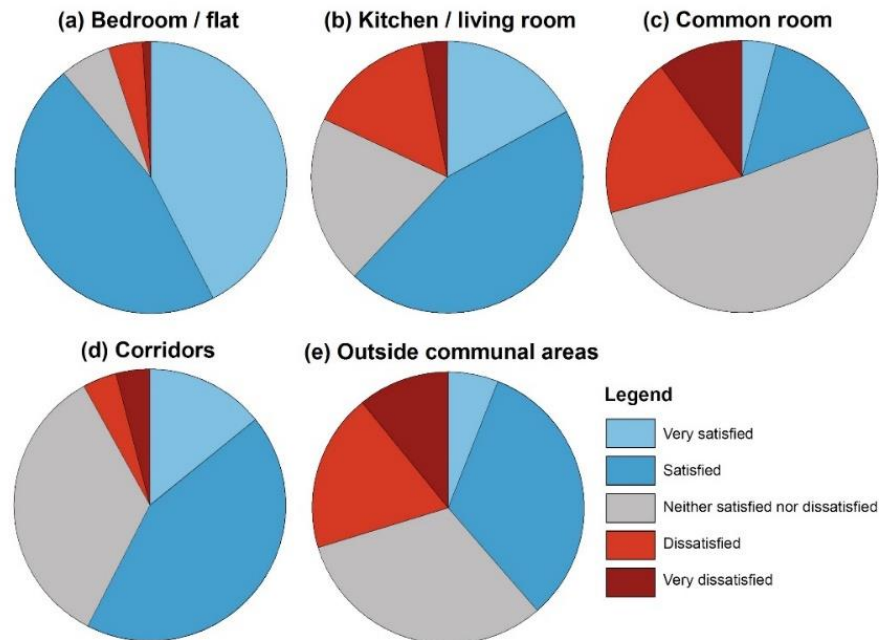 (a) Bedroom / flat
(b) Kitchen / living room
(c) Common room
(d) Corridors
(e) Outside communal areas
Legend
Very satisfied
Satisfied
Neither satisfied nor dissatisfied
Dissatisfied
Very dissatisfied